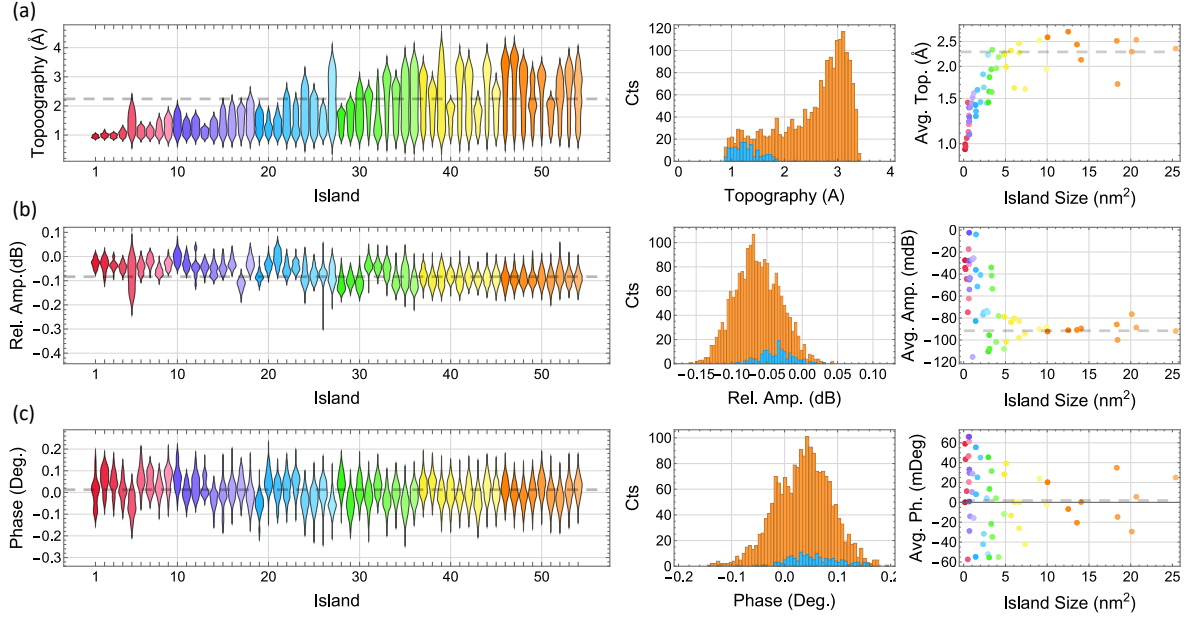 (a)
Topography (Å)
4
3
2
1
1 10 20 30 40 50
Island
Cts
120
100
80
60
40
20
0
0 1 2 3 4
Topography (A)
Avg. Top. (Å)
2.5
2.0
1.5
1.0
0 5 10 15 20 25
Island Size (nm2)
(b)
Rel. Amp.(dB)
0.1
0.0
−0.1
−0.2
−0.3
−0.4
1 10 20 30 40 50
Island
Cts
100
80
60
40
20
0
−0.15 −0.05 0.00 0.05 0.10
Rel. Amp. (dB)
Avg. Amp. (mdB)
0
−20
−40
−60
−80
−100
−120
0 5 10 15 20 25
Island Size (nm2)
(c)
Phase (Deg.)
0.2
0.1
0.0
−0.1
0.2
0.3
1 10 20 30 40 50
Island
Cts
100
80
60
40
20
0
−0.2 −0.1 0.0 0.1 0.2
Phase (Deg.)
Avg. Ph. (mDeg)
60
40
20
0
−20
−40
−60
0 5 10 15 20 25
Island Size (nm2)